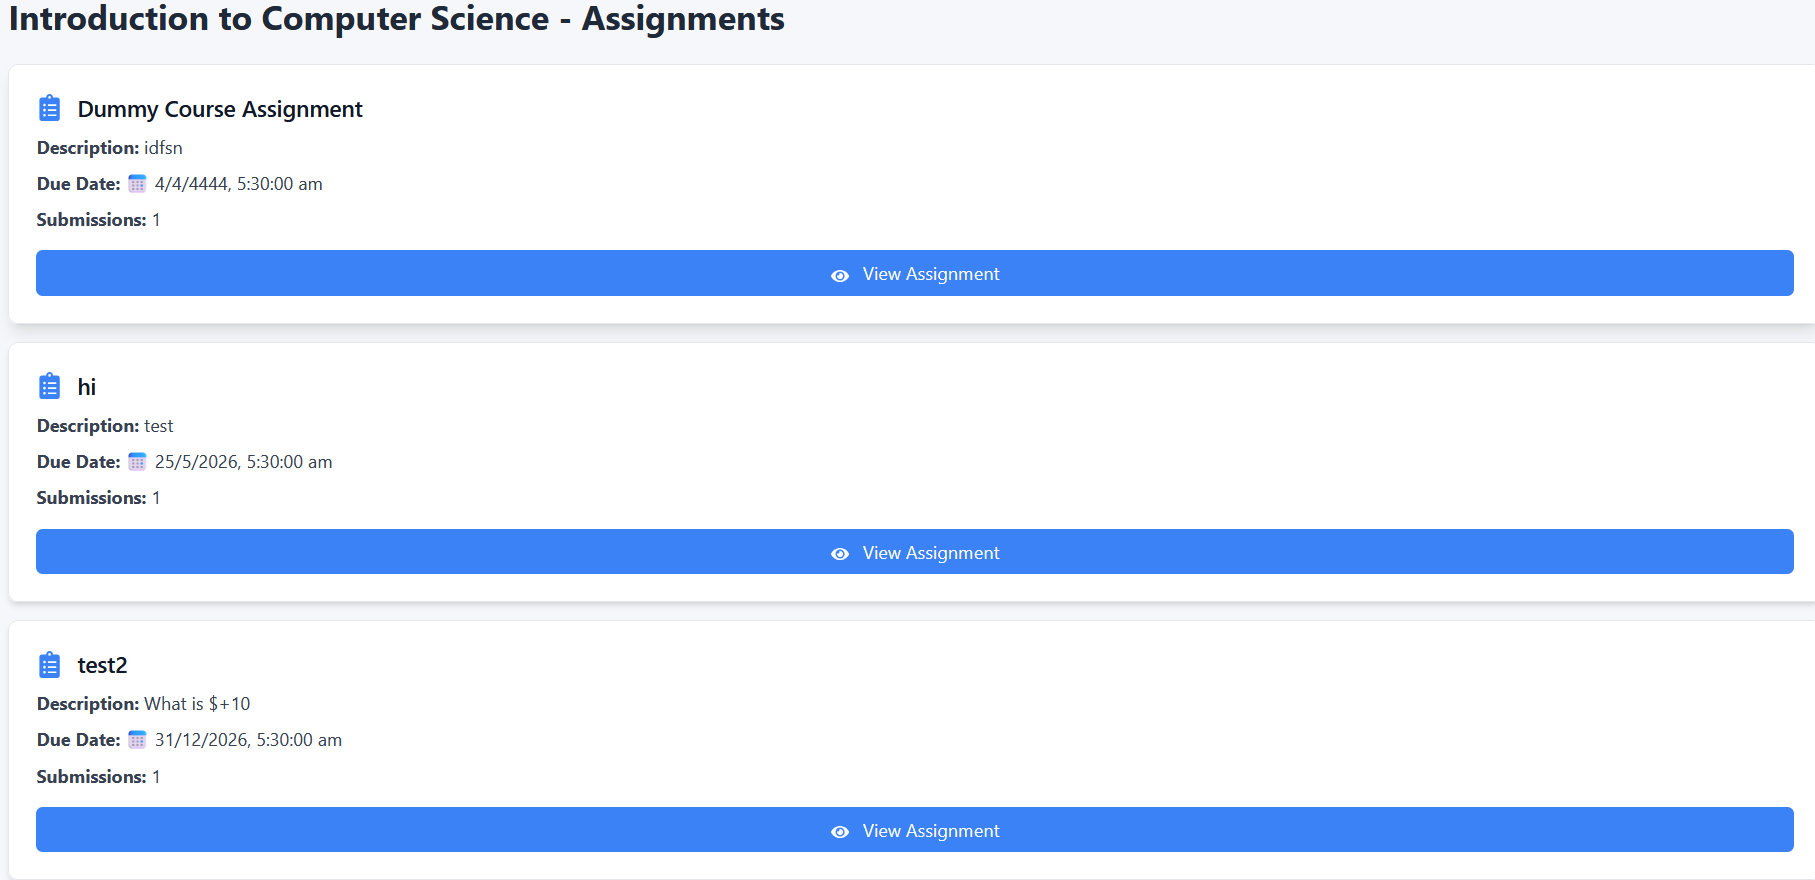 Introduction to Computer Science - Assignments
Dummy Course Assignment
Description: idfsn
Due Date: 4/4/4444, 5:30:00 am
Submissions: 1
View Assignment
hi
Description: test
Due Date: 25/5/2026, 5:30:00 am
Submissions: 1
View Assignment
test2
Description: What is $+10
Due Date: 31/12/2026, 5:30:00 am
Submissions: 1
View Assignment